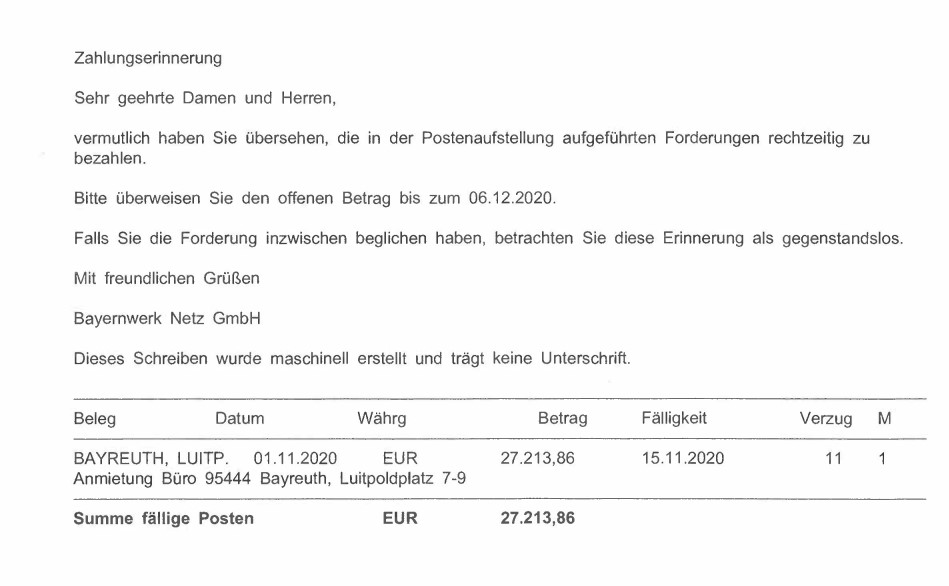 Zahlungserinnerung
Sehr geehrte Damen und Herren,
vermutlich haben Sie übersehen, die in der Postenaufstellung aufgeführten Forderungen rechtzeitig zu
bezahlen.
Bitte überweisen Sie den offenen Betrag bis zum 06.12.2020.
Falls Sie die Forderung inzwischen beglichen haben, betrachten Sie diese Erinnerung als gegenstandslos.
Mit freundlichen Grüßen
Bayernwerk Netz GmbH
Dieses Schreiben wurde maschinell erstellt und trägt keine Unterschrift.
Beleg Datum Währg Betrag Fälligkeit Verzug M
BAYREUTH, LUITP. 01.11.2020 EUR 27.213,86 15.11.2020 11 1
Anmietung Büro 95444 Bayreuth, Luitpoldplatz 7-9
Summe fällige Posten EUR 27.213,86